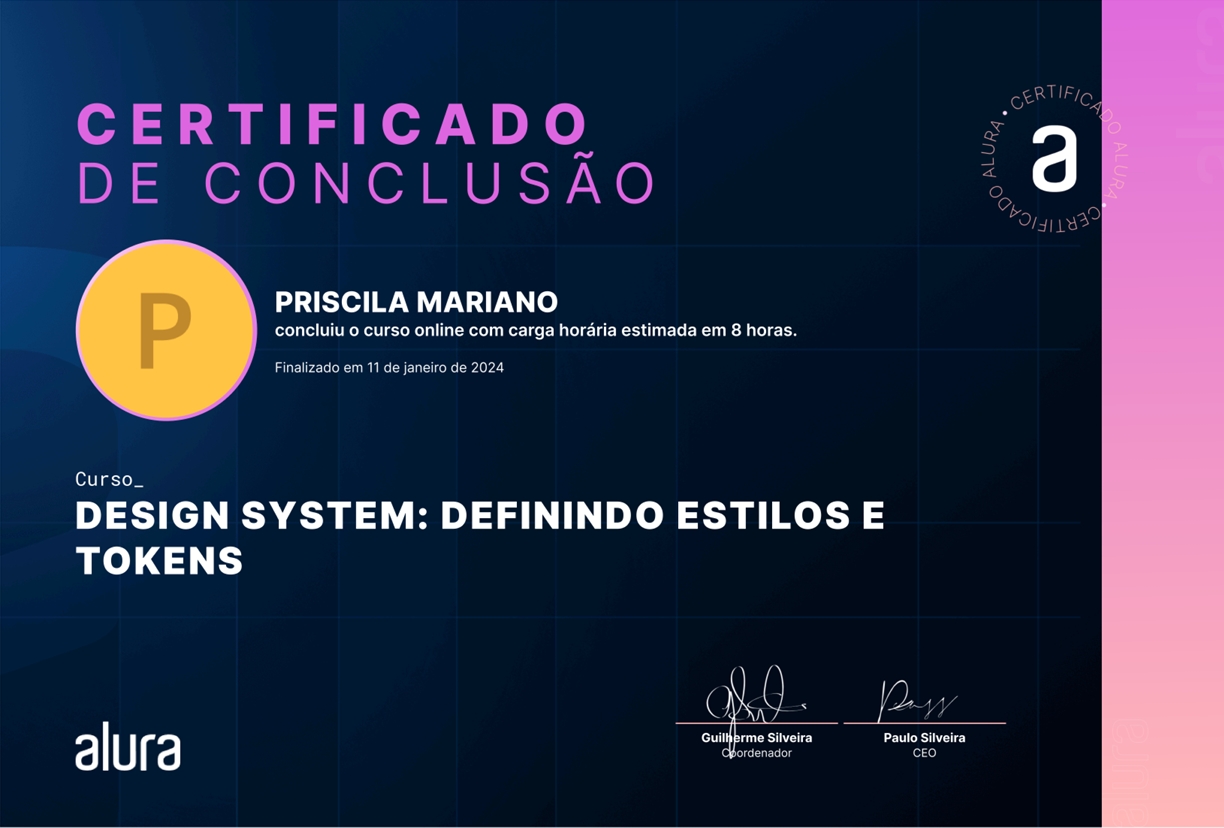 CERTIFICADO
DE CONCLUSÃO
CERTIFICADO ALURA • CERTIFICADO ALURA •
a
P
PRISCILA MARIANO
concluiu o curso online com carga horária estimada em 8 horas.
Finalizado em 11 de janeiro de 2024
Curso_
DESIGN SYSTEM: DEFININDO ESTILOS E
TOKENS
alura
Guilherme Silveira
Coordenador
Paulo Silveira
CEO
alura
alura